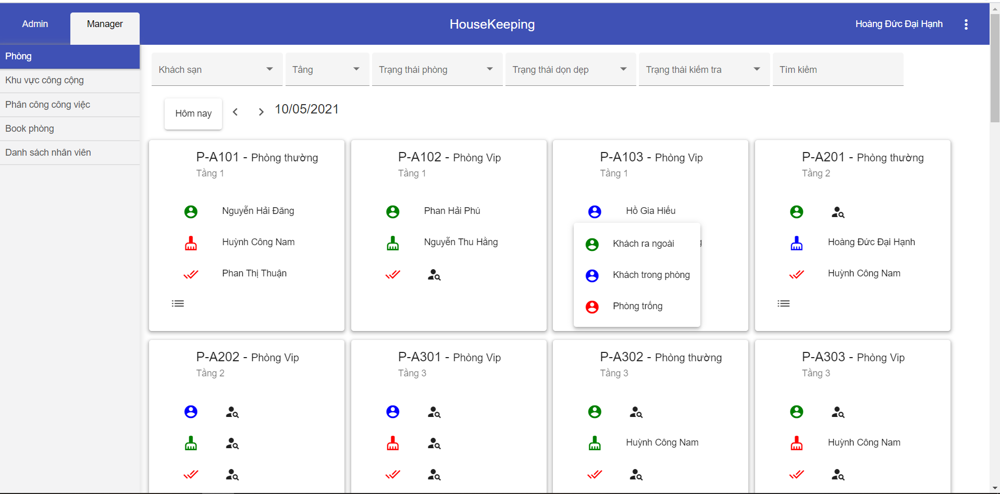 Admin
Manager
HouseKeeping
Hoàng Đức Đại Hạnh
Phòng
Khu vực công cộng
Phân công công việc
Book phòng
Danh sách nhân viên
Khách sạn
Tầng
Trạng thái phòng
Trạng thái dọn dẹp
Trạng thái kiểm tra
Tìm kiếm
Hôm nay
10/05/2021
P-A101 - Phòng thường
Tầng 1
Nguyễn Hải Đăng
Huỳnh Công Nam
Phan Thị Thuận
P-A102 - Phòng Vip
Tầng 1
Phan Hải Phú
Nguyễn Thu Hằng
P-A103 - Phòng Vip
Tầng 1
Hồ Gia Hiếu
Khách ra ngoài
Khách trong phòng
Phòng trống
P-A201 - Phòng thường
Tầng 2
Hoàng Đức Đại Hạnh
Huỳnh Công Nam
P-A202 - Phòng Vip
Tầng 2
P-A301 - Phòng Vip
Tầng 3
P-A302 - Phòng thường
Tầng 3
Huỳnh Công Nam
P-A303 - Phòng Vip
Tầng 3
Huỳnh Công Nam